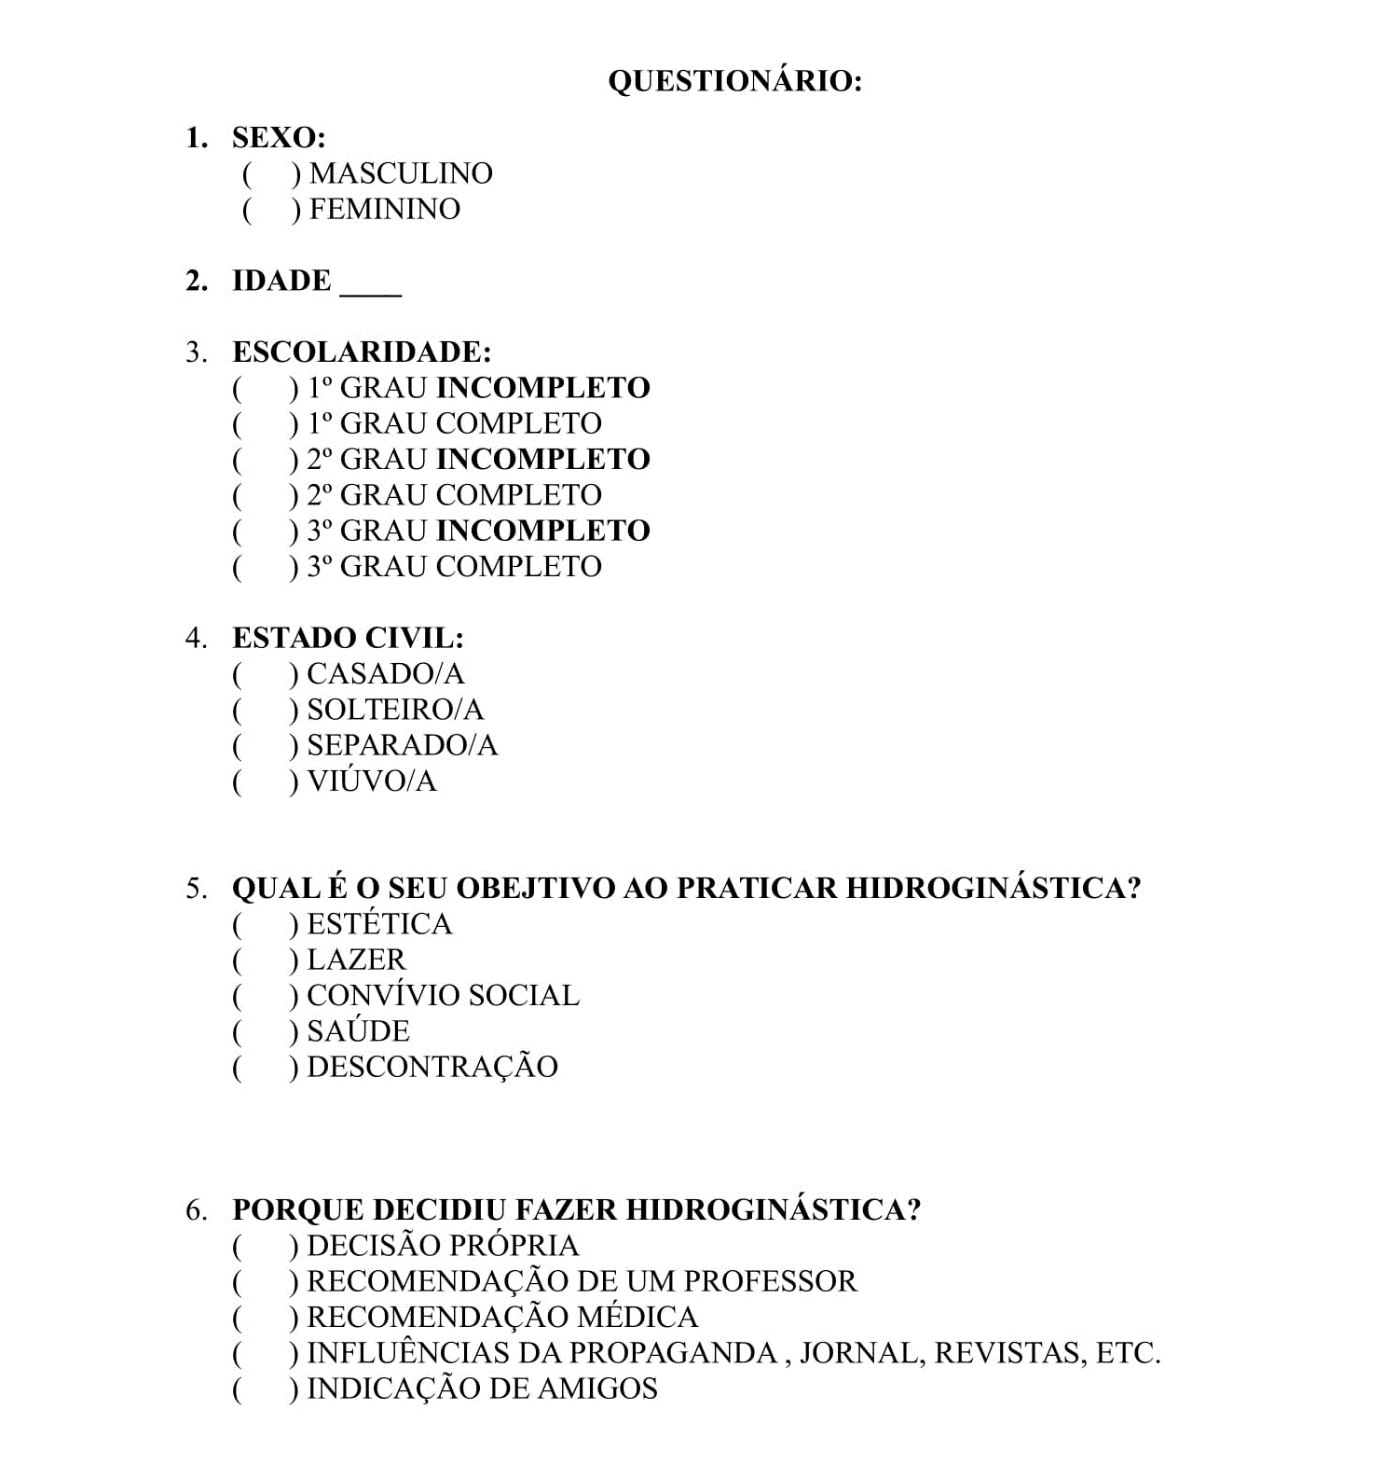 QUESTIONÁRIO:
1. SEXO:
( ) MASCULINO
( ) FEMININO
2. IDADE ____
3. ESCOLARIDADE:
( ) 1º GRAU INCOMPLETO
( ) 1º GRAU COMPLETO
( ) 2º GRAU INCOMPLETO
( ) 2º GRAU COMPLETO
( ) 3º GRAU INCOMPLETO
( ) 3º GRAU COMPLETO
4. ESTADO CIVIL:
( ) CASADO/A
( ) SOLTEIRO/A
( ) SEPARADO/A
( ) VIÚVO/A
5. QUAL É O SEU OBEJTIVO AO PRATICAR HIDROGINÁSTICA?
( ) ESTÉTICA
( ) LAZER
( ) CONVÍVIO SOCIAL
( ) SAÚDE
( ) DESCONTRAÇÃO
6. PORQUE DECIDIU FAZER HIDROGINÁSTICA?
( ) DECISÃO PRÓPRIA
( ) RECOMENDAÇÃO DE UM PROFESSOR
( ) RECOMENDAÇÃO MÉDICA
( ) INFLUÊNCIAS DA PROPAGANDA , JORNAL, REVISTAS, ETC.
( ) INDICAÇÃO DE AMIGOS